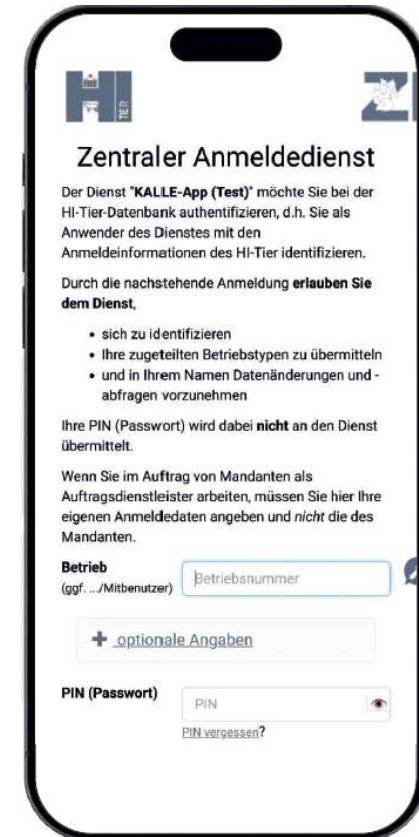 HI
TIER
Z
Zentraler Anmeldedienst
Der Dienst "KALLE-App (Test)" möchte Sie bei der
HI-Tier-Datenbank authentifizieren, d.h. Sie als
Anwender des Dienstes mit den
Anmeldeinformationen des HI-Tier identifizieren.
Durch die nachstehende Anmeldung erlauben Sie
dem Dienst,
• sich zu identifizieren
• Ihre zugeteilten Betriebstypen zu übermitteln
• und in Ihrem Namen Datenänderungen und -
abfragen vorzunehmen
Ihre PIN (Passwort) wird dabei nicht an den Dienst
übermittelt.
Wenn Sie im Auftrag von Mandanten als
Auftragsdienstleister arbeiten, müssen Sie hier Ihre
eigenen Anmeldedaten angeben und nicht die des
Mandanten.
Betrieb
(ggf. .../Mitbenutzer)
Betriebsnummer
+ optionale Angaben
PIN (Passwort)
PIN
PIN vergessen?